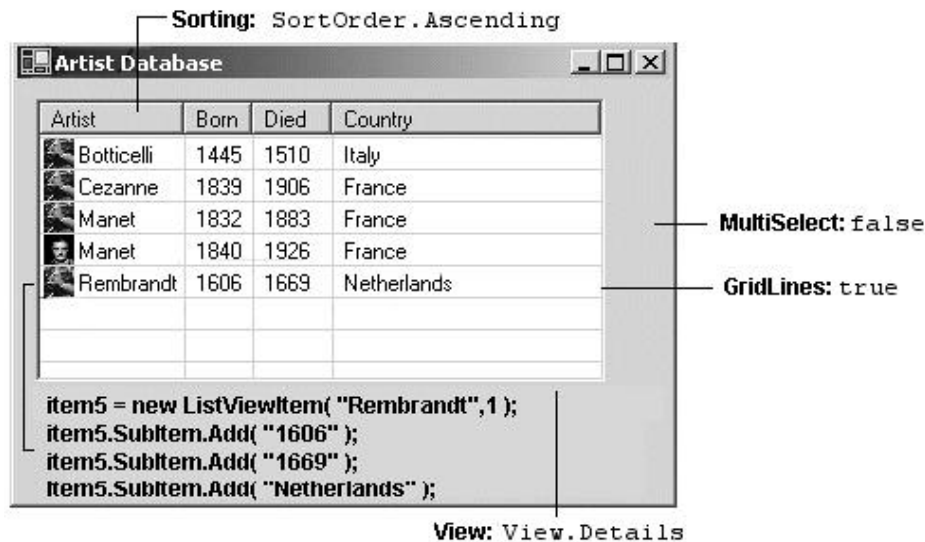 Sorting: SortOrder.Ascending
Artist Database
Artist Born Died Country
Botticelli 1445 1510 Italy
Cezanne 1839 1906 France
Manet 1832 1883 France
Manet 1840 1926 France
Rembrandt 1606 1669 Netherlands
MultiSelect: false
GridLines: true
item5 = new ListViewItem( "Rembrandt",1 );
item5.SubItem.Add( "1606" );
item5.SubItem.Add( "1669" );
Item5.SubItem.Add( "Netherlands" );
View: View.Details